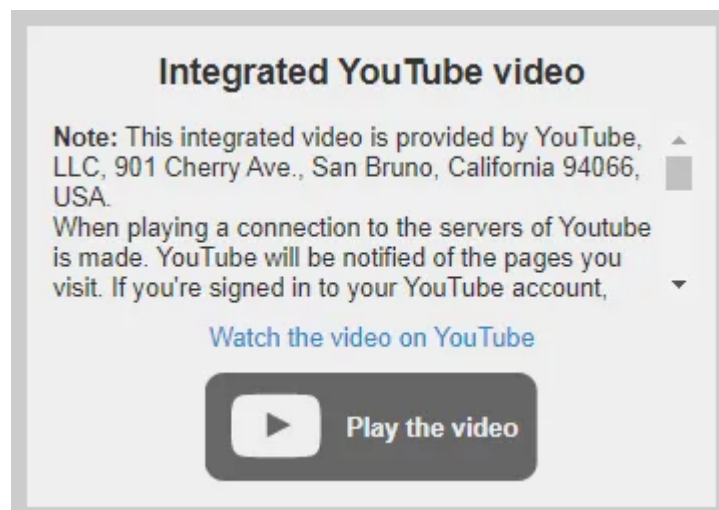 Integrated YouTube video
Note: This integrated video is provided by YouTube,
LLC, 901 Cherry Ave., San Bruno, California 94066,
USA.
When playing a connection to the servers of Youtube
is made. YouTube will be notified of the pages you
visit. If you're signed in to your YouTube account,
Watch the video on YouTube
Play the video